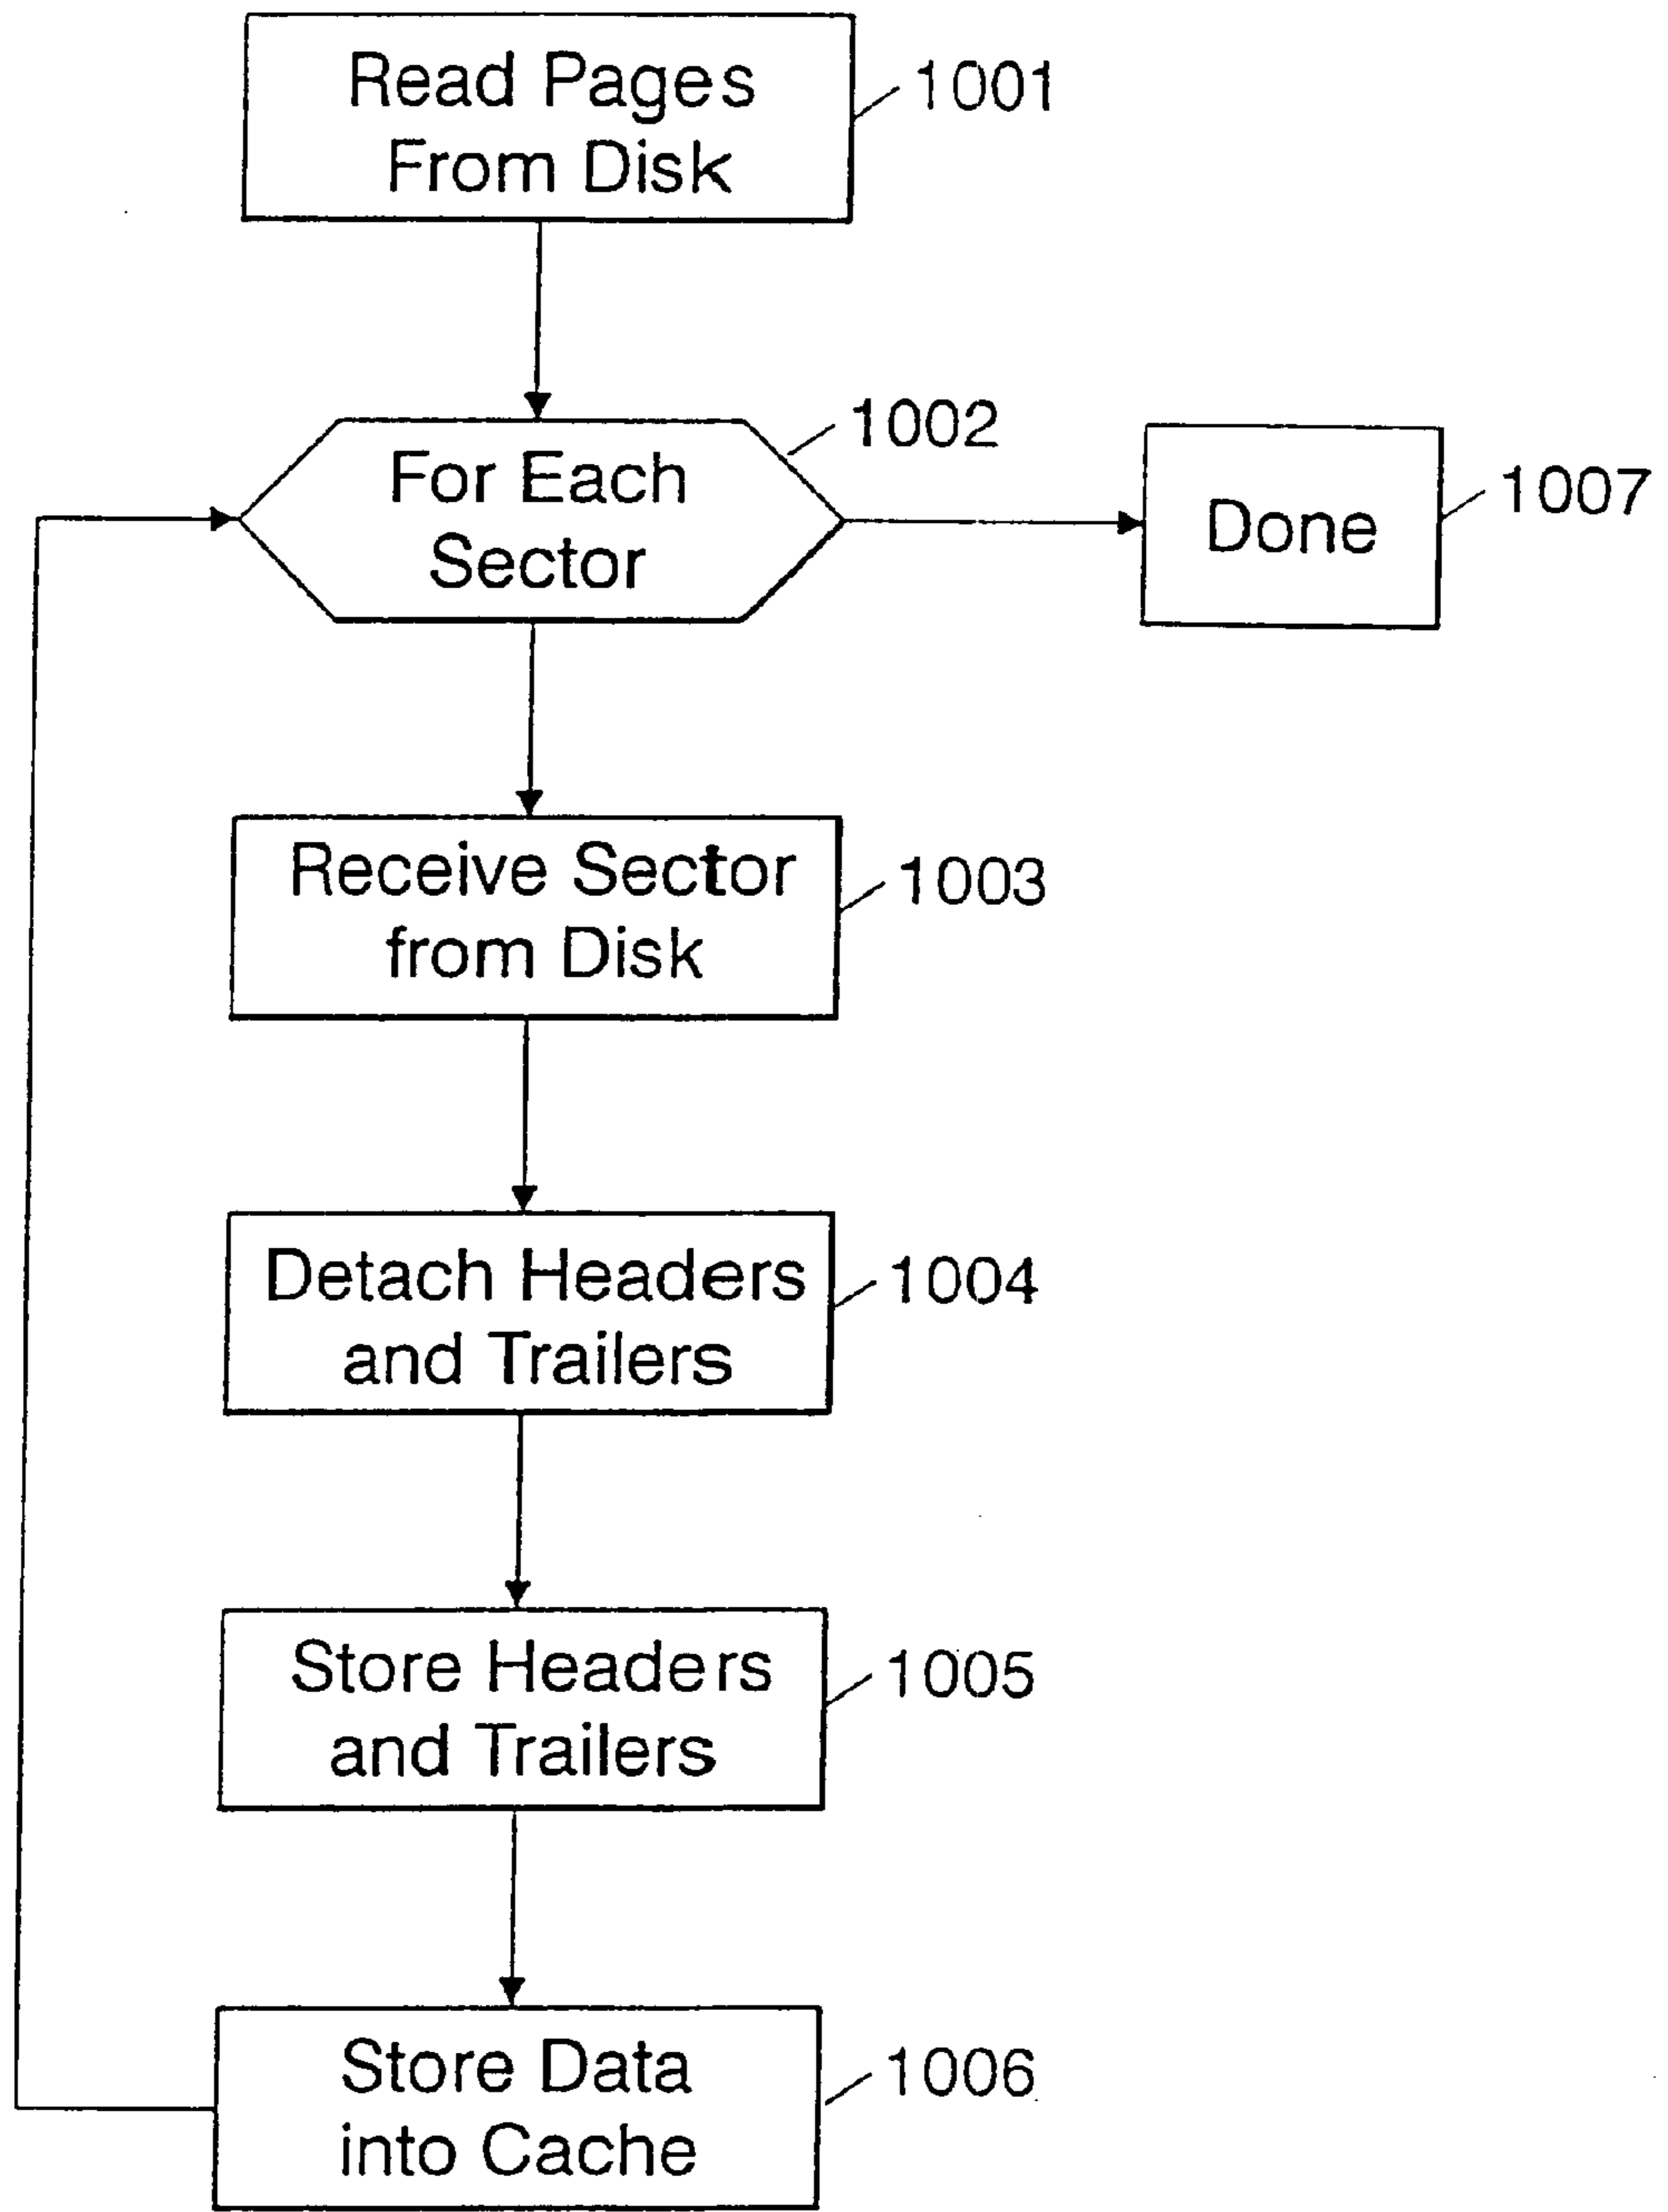 Read Pages
From Disk
1001
For Each
Sector
1002
Done
1007
Receive Sector
from Disk
1003
Detach Headers
and Trailers
1004
Store Headers
and Trailers
1005
Store Data
into Cache
1006